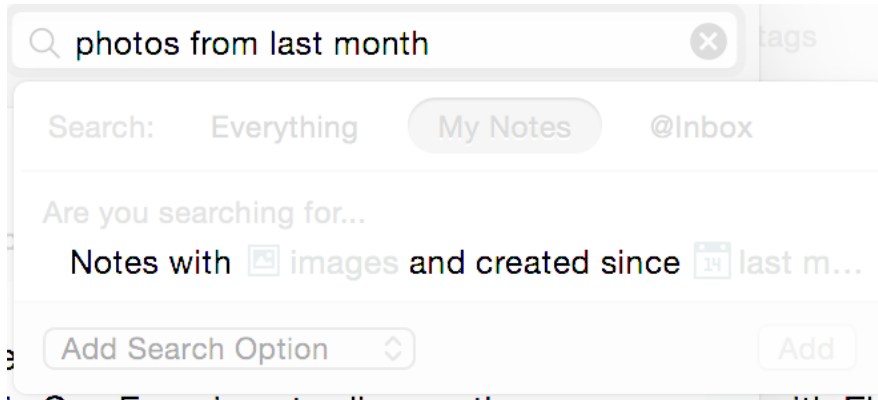 photos from last month
tags
Search: Everything My Notes @Inbox
Are you searching for...
Notes with images and created since 14 last m...
Add Search Option Add